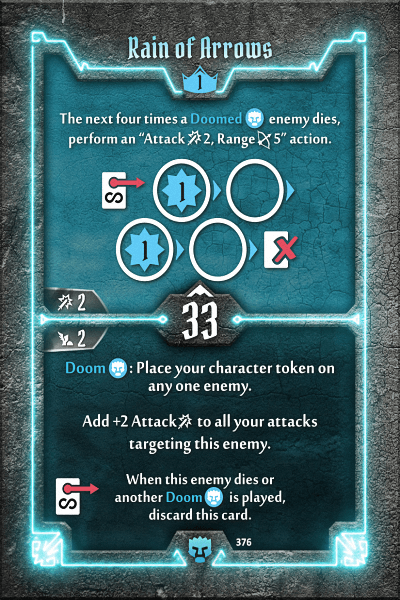 Rain of Arrows
1
The next four times a Doomed enemy dies,
perform an “Attack 2, Range 5” action.
1
1
2
33
2
Doom : Place your character token on
any one enemy.
Add +2 Attack to all your attacks
targeting this enemy.
When this enemy dies or
another Doom is played,
discard this card.
376